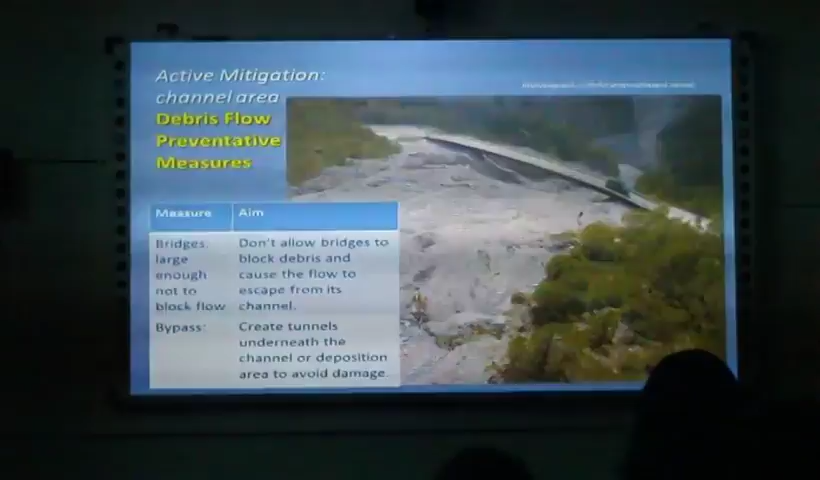 Active Mitigation:
channel area
Debris Flow
Preventative
Measures
Measure Aim
Bridges: Don't allow bridges to
large block debris and
enough cause the flow to
not to escape from its
block flow channel.
Bypass: Create tunnels
underneath the
channel or deposition
area to avoid damage.